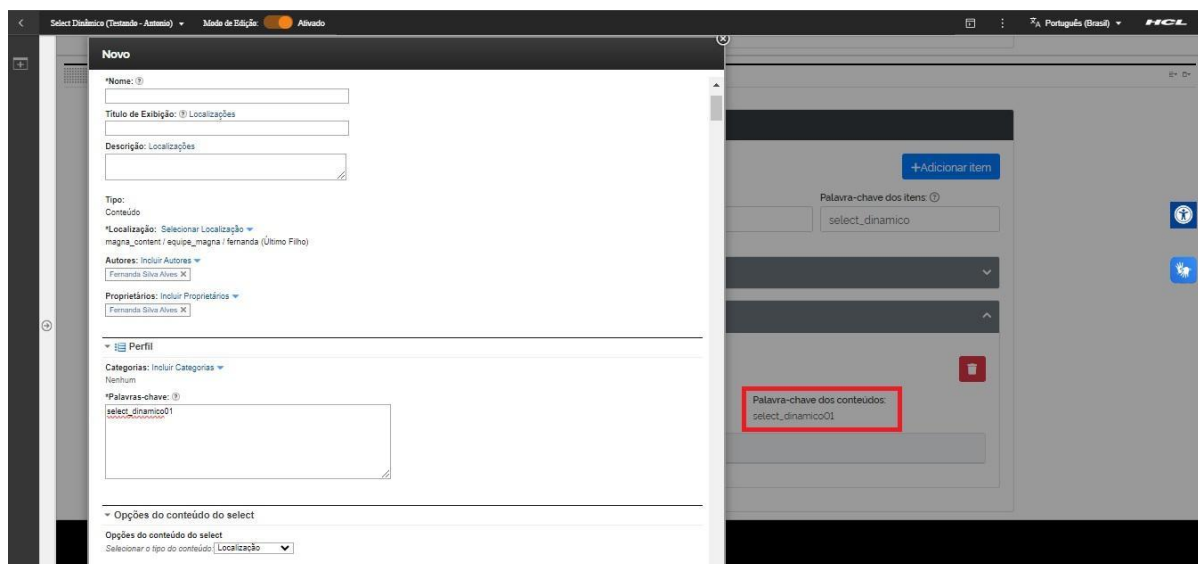 Select Dinâmico (Testando - Antonio)
Modo de Edição:
Ativado
Português (Brasil)
HCL
Novo
*Nome:
Título de Exibição: Localizações
Descrição: Localizações
Tipo:
Conteúdo
*Localização: Selecionar Localização
magna_content / equipe_magna / fernanda (Último Filho)
Autores: Incluir Autores
Fernanda Silva Alves X
Proprietários: Incluir Proprietários
Fernanda Silva Alves X
Perfil
Categorias: Incluir Categorias
Nenhum
*Palavras-chave:
select_dinamico01
Opções do conteúdo do select
Opções do conteúdo do select
Selecionar o tipo do conteúdo: Localização
+Adicionar item
Palavra-chave dos itens:
select_dinamico
Palavra-chave dos conteúdos:
select_dinamico01